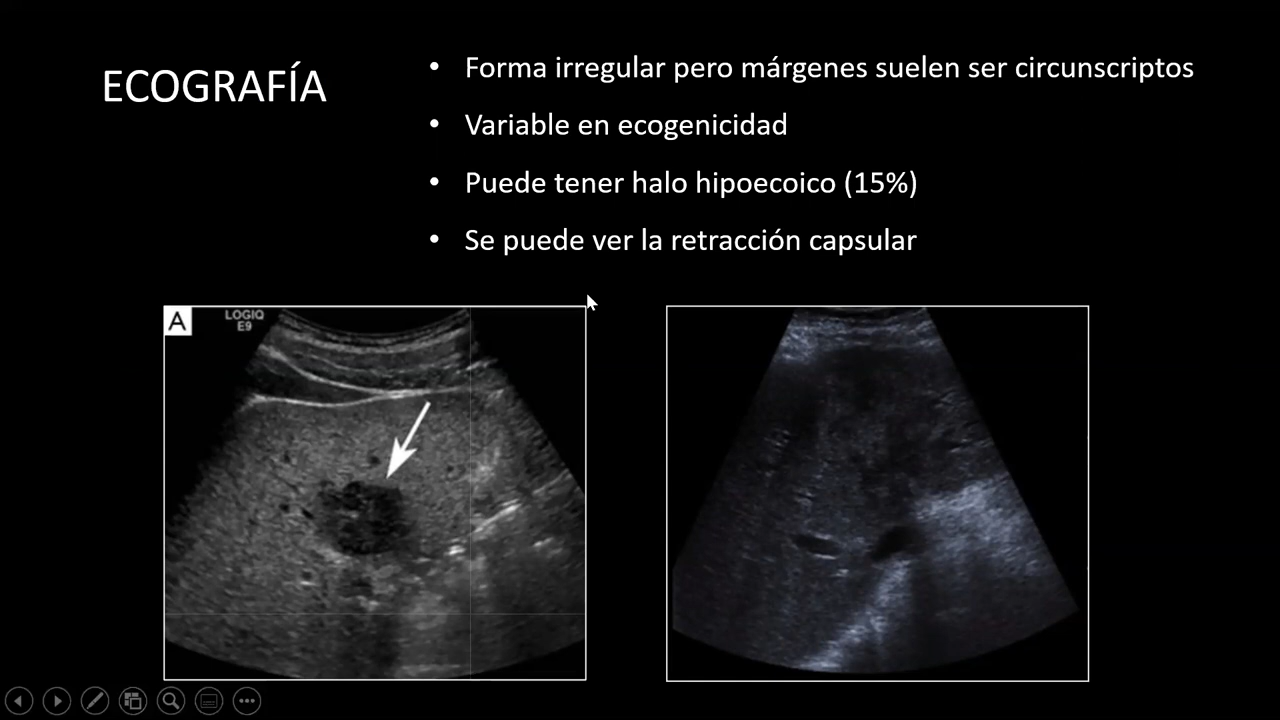 ECOGRAFÍA
• Forma irregular pero márgenes suelen ser circunscriptos
• Variable en ecogenicidad
• Puede tener halo hipoecoico (15%)
• Se puede ver la retracción capsular
A
LOGIQ
E9